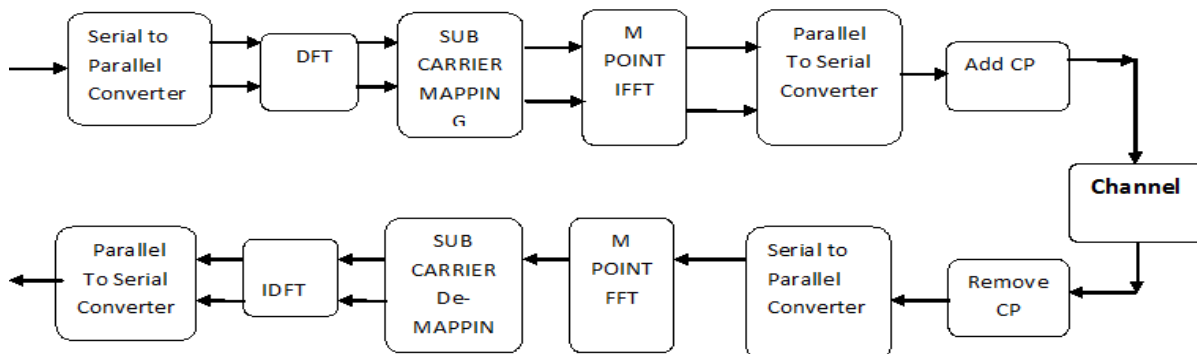 Serial to
Parallel
Converter
DFT
SUB
CARRIER
MAPPIN
G
M
POINT
IFFT
Parallel
To Serial
Converter
Add CP
Channel
Parallel
To Serial
Converter
IDFT
SUB
CARRIER
De-
MAPPIN
M
POINT
FFT
Serial to
Parallel
Converter
Remove
CP